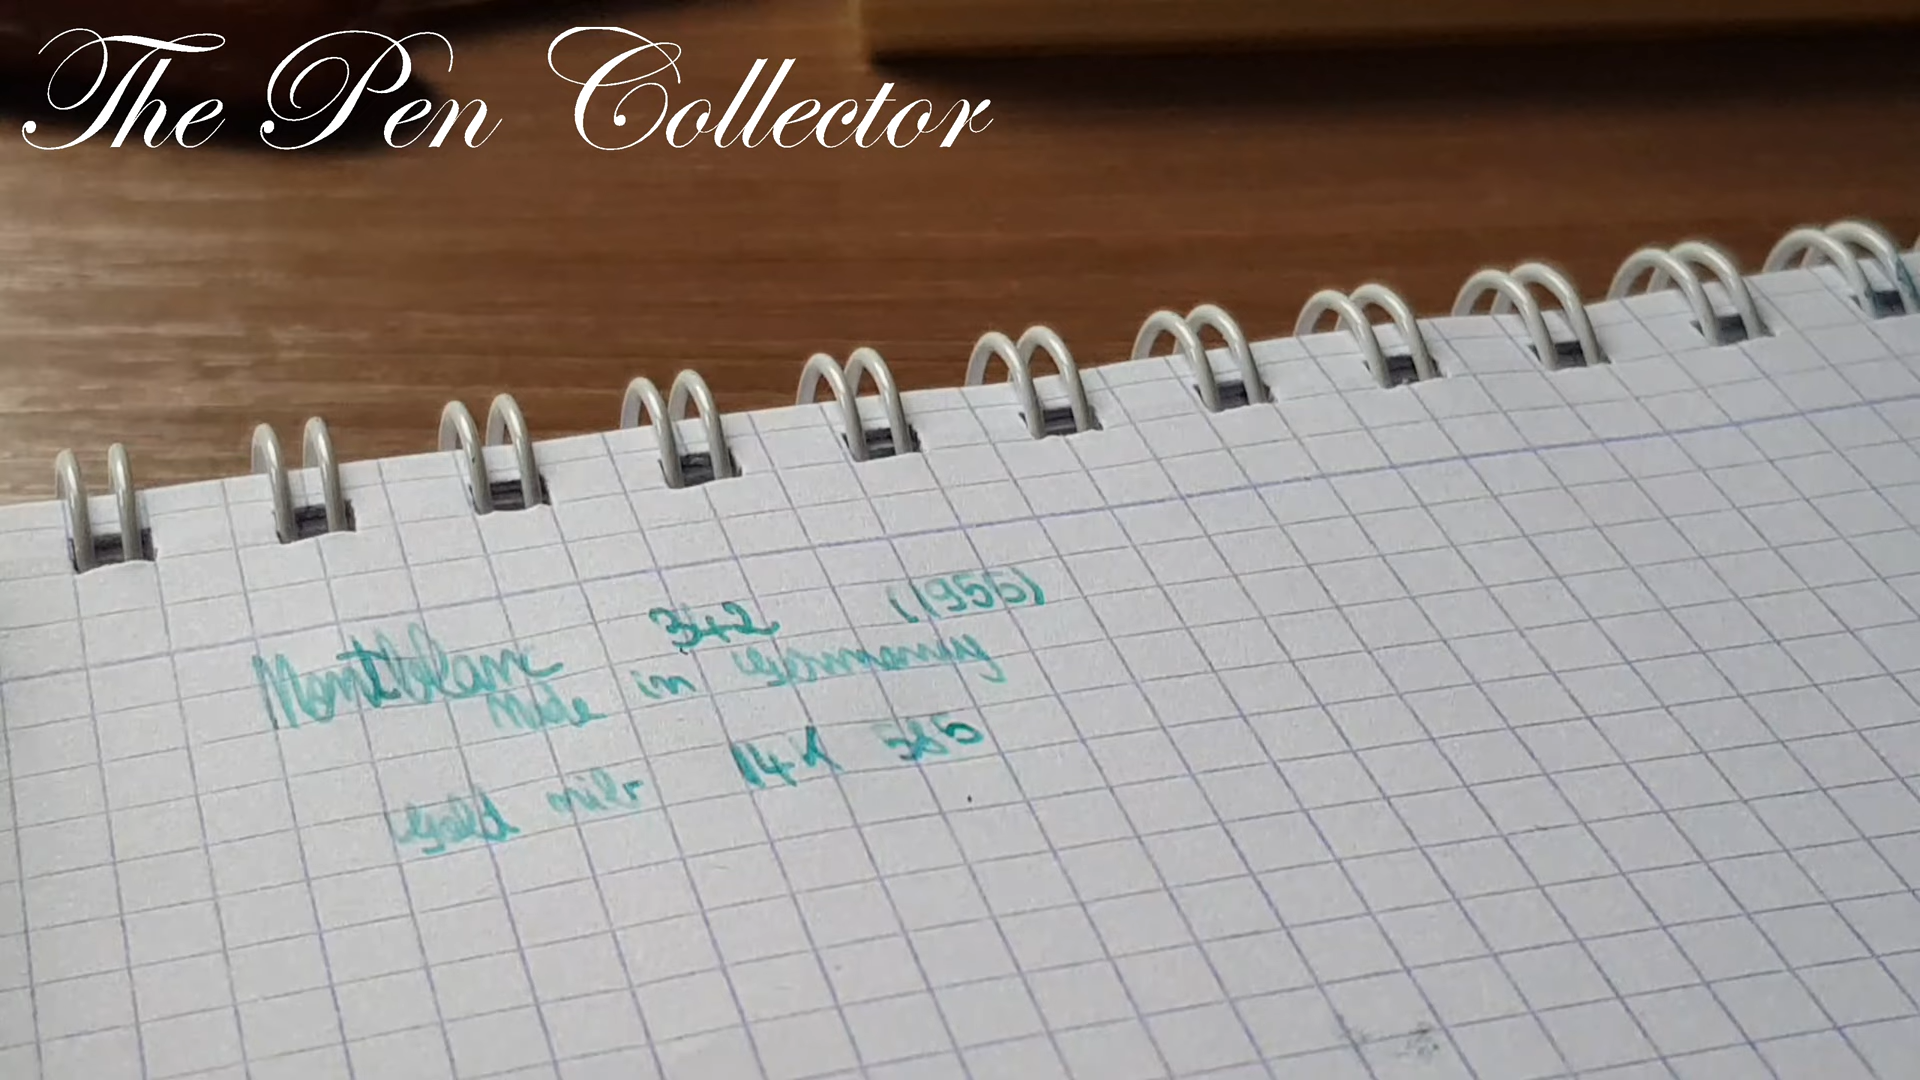 The Pen Collector
Montblanc 342 (1955)
Made in Germany
Gold nib 14K 585